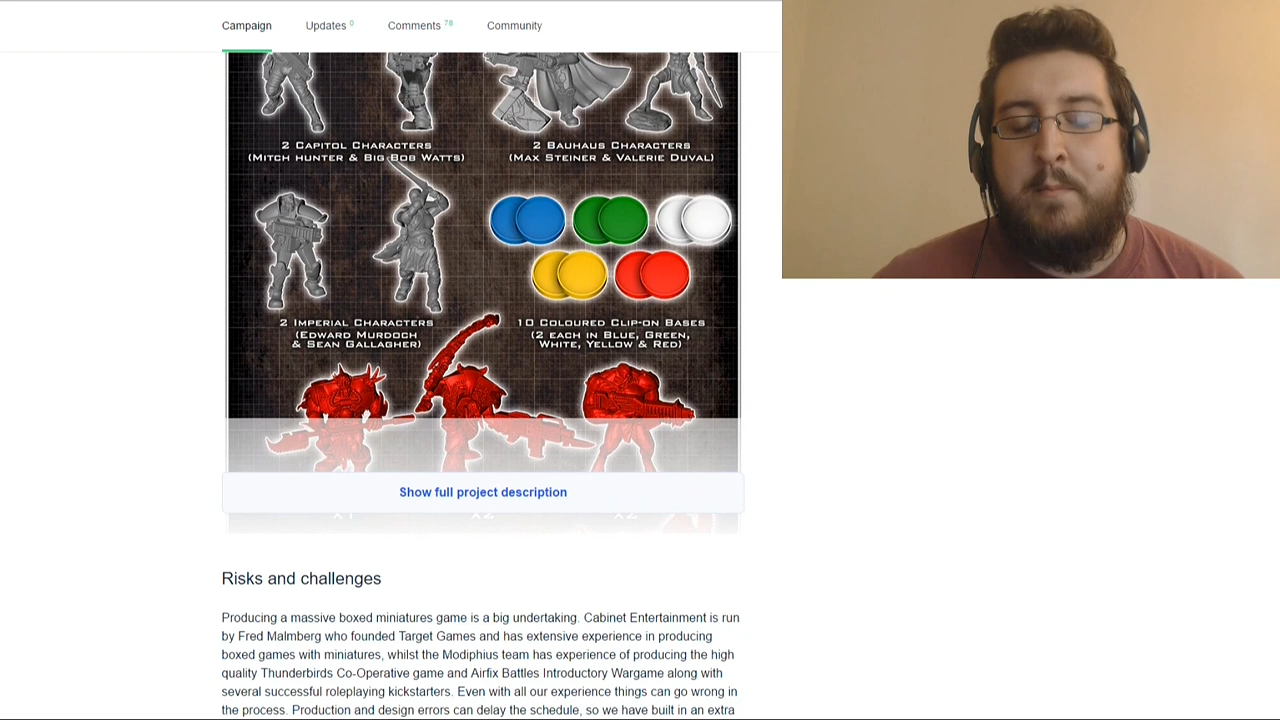 Campaign Updates 0 Comments 78 Community
2 Capitol Characters
(Mitch Hunter & Big Bob Watts)
2 Bauhaus Characters
(Max Steiner & Valerie Duval)
2 Imperial Characters
(Edward Murdoch
& Sean Gallagher)
10 Coloured Clip-on Bases
(2 each in Blue, Green,
White, Yellow & Red)
Show full project description
x1 x2 x2
Risks and challenges
Producing a massive boxed miniatures game is a big undertaking. Cabinet Entertainment is run
by Fred Malmberg who founded Target Games and has extensive experience in producing
boxed games with miniatures, whilst the Modiphius team has experience of producing the high
quality Thunderbirds Co-Operative game and Airfix Battles Introductory Wargame along with
several successful roleplaying kickstarters. Even with all our experience things can go wrong in
the process. Production and design errors can delay the schedule, so we have built in an extra